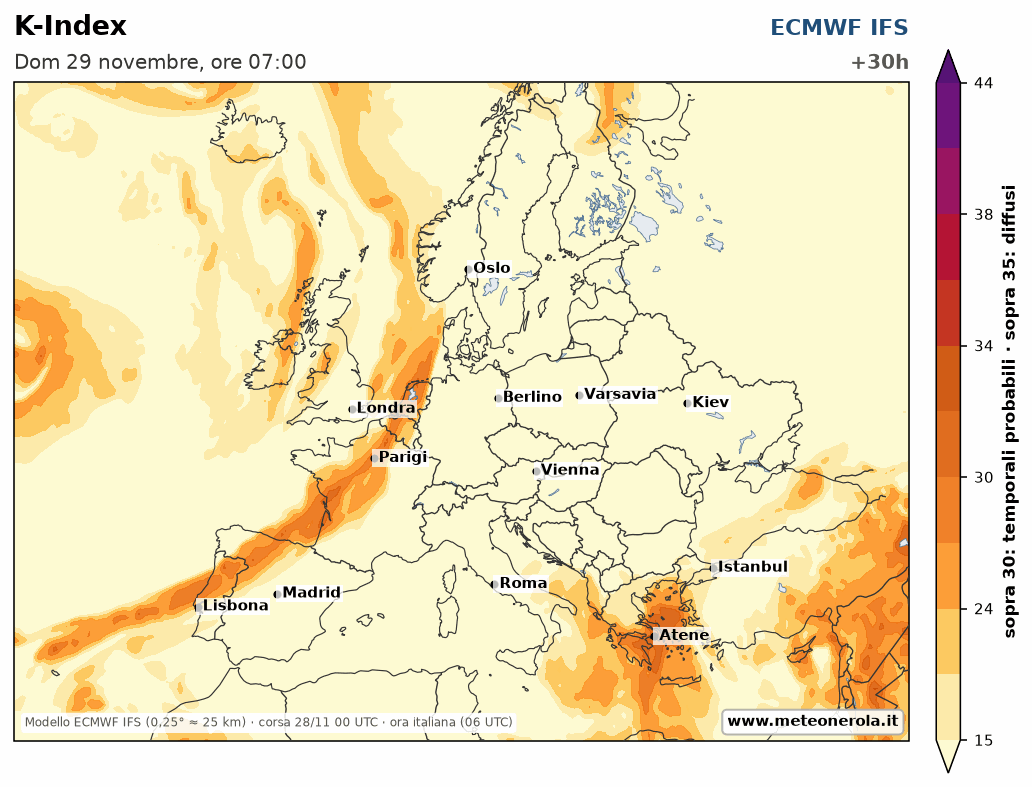 K-Index
ECMWF IFS
Dom 29 novembre, ore 07:00
+30h
44
38
34
30
24
15
sopra 30: temporali probabili · sopra 35: diffusi
Oslo
Berlino
Varsavia
Kiev
Londra
Parigi
Vienna
Istanbul
Roma
Madrid
Lisbona
Atene
Modello ECMWF IFS (0,25° ≈ 25 km) · corsa 28/11 00 UTC · ora italiana (06 UTC)
www.meteonerola.it